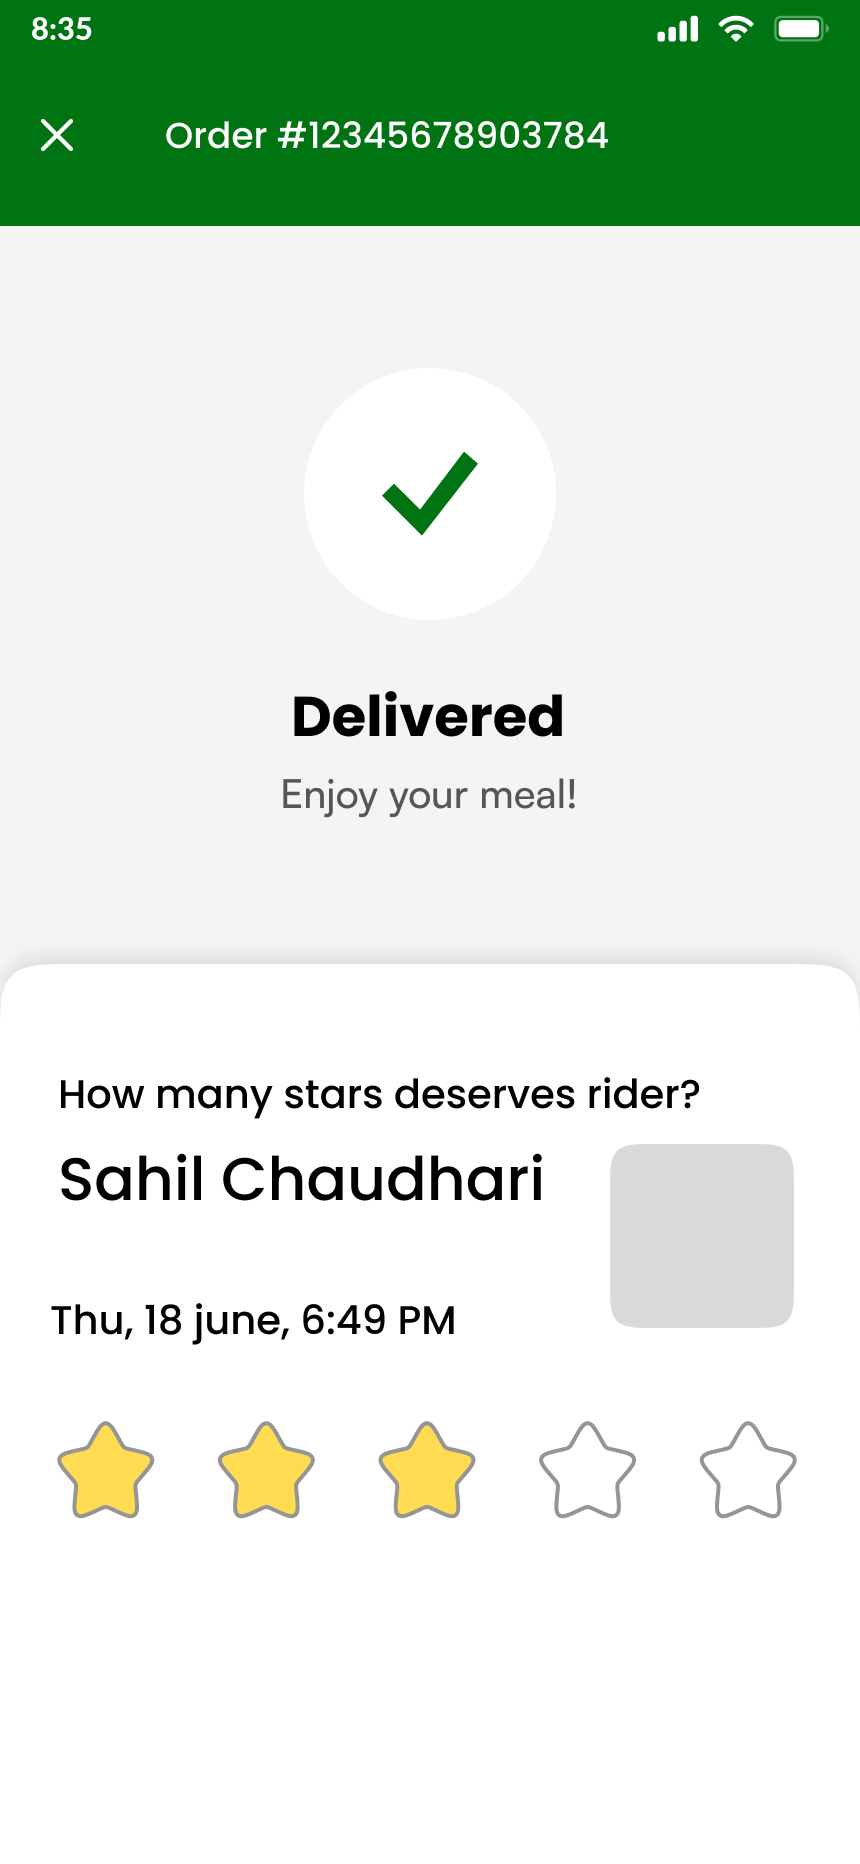 8:35
Order #12345678903784
Delivered
Enjoy your meal!
How many stars deserves rider?
Sahil Chaudhari
Thu, 18 june, 6:49 PM